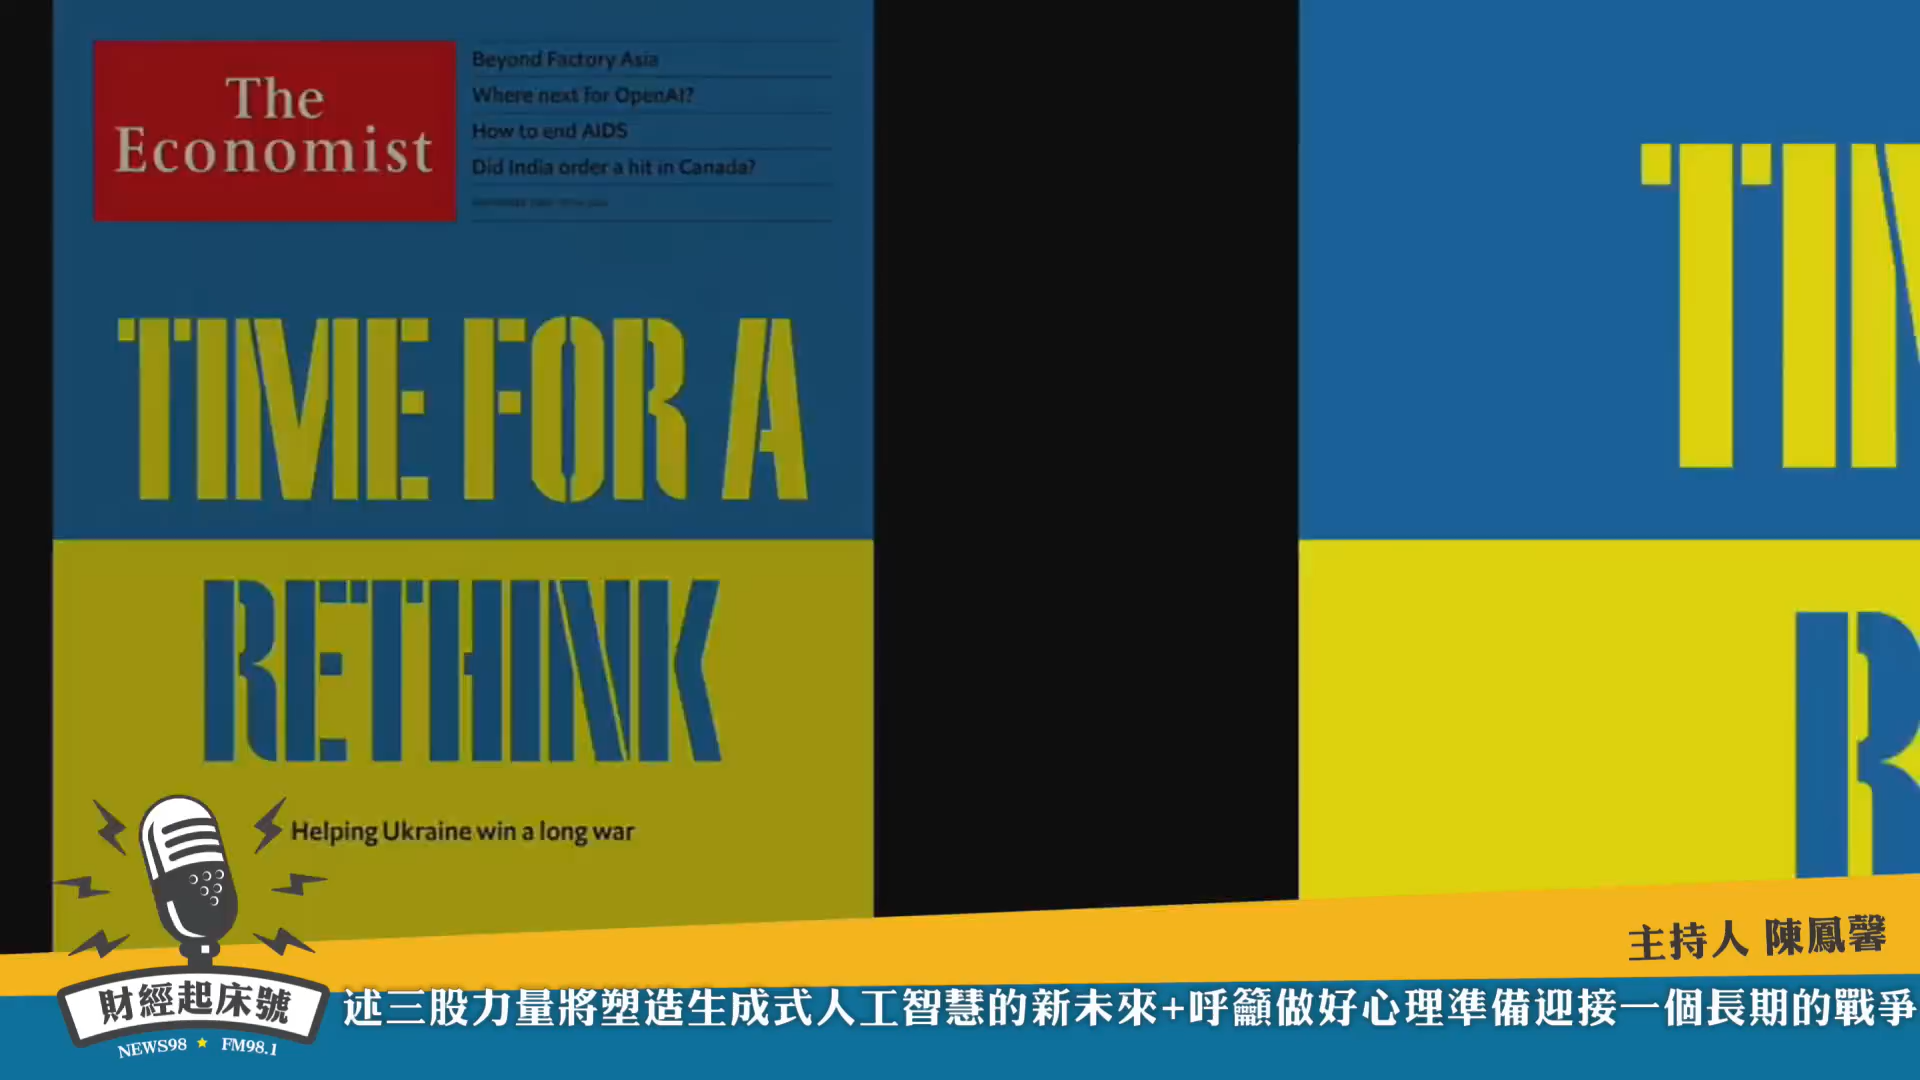 The
Economist
Beyond Factory Asia
Where next for OpenAI?
How to end AIDS
Did India order a hit in Canada?
TIME FOR A
RETHINK
Helping Ukraine win a long war
TIM
R
主持人 陳鳳馨
財經起床號
NEWS98 ★ FM98.1
述三股力量將塑造生成式人工智慧的新未來+呼籲做好心理準備迎接一個長期的戰爭